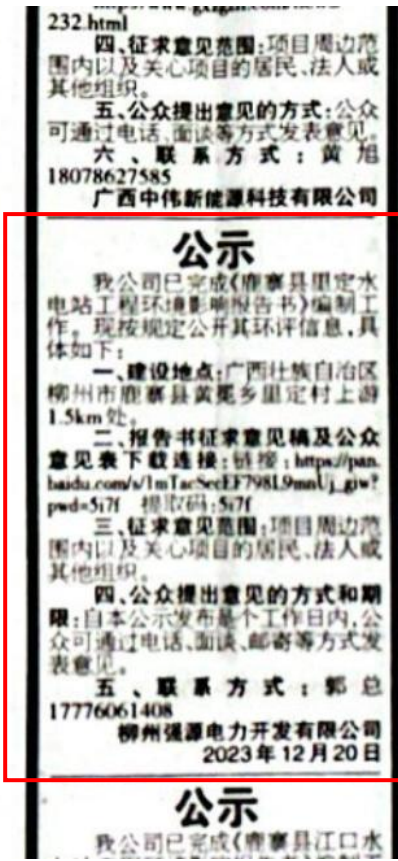 232.html
四、征求意见范围:项目周边范
围内以及关心项目的居民、法人或
其他组织。
五、公众提出意见的方式:公众
可通过电话、面谈等方式发表意见。
六、联系方式:黄旭
18078627585
广西中伟新能源科技有限公司
公示
我公司已完成《鹿寨县里定水
电站工程环境影响报告书》编制工
作。现按规定公开其环评信息,具
体如下:
一、建设地点:广西壮族自治区
柳州市鹿寨县黄冕乡里定村上游
1.5km处。
二、报告书征求意见稿及公众
意见表下载连接:链接:https://pan.
baidu.com/s/1mTacSecEF798L9mnUj_giw?
pwd=5i7f 提取码:5i7f
三、征求意见范围:项目周边范
围内以及关心项目的居民、法人或
其他组织。
四、公众提出意见的方式和期
限:自本公示发布是个工作日内,公
众可通过电话、面谈、邮寄等方式发
表意见。
五、联系方式:郭总
17776061408
柳州强源电力开发有限公司
2023年12月20日
公示
我公司已完成《鹿寨县江口水